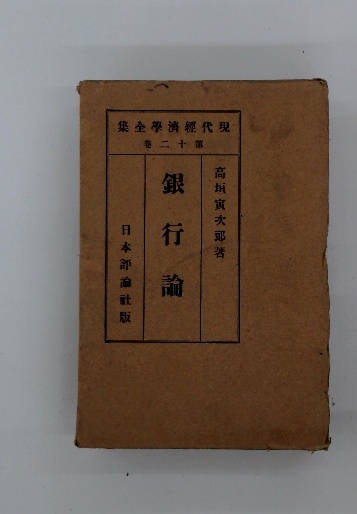 現代經濟學全集
第十二卷
高垣寅次郎著
銀行論
日本評論社版